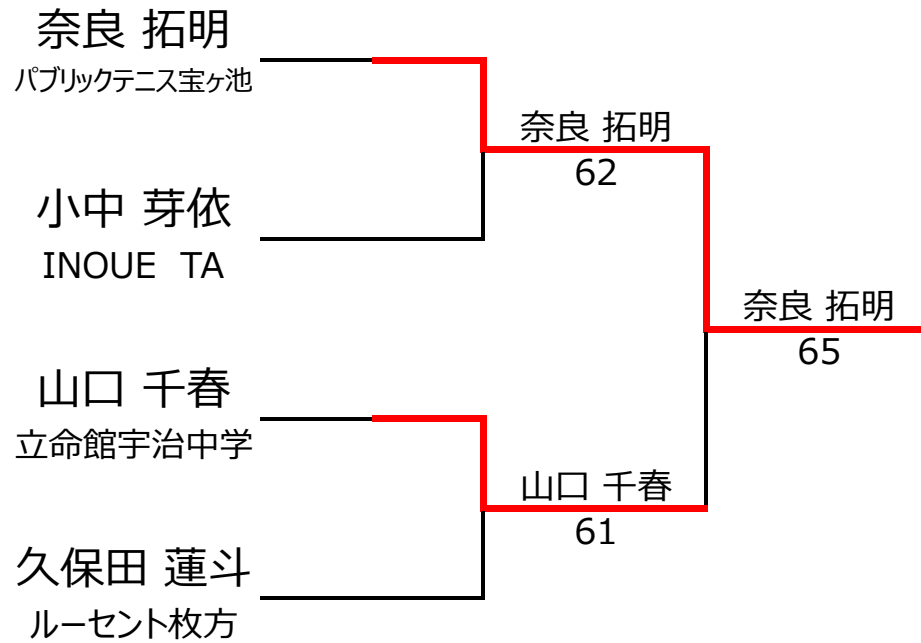 奈良 拓明
パブリックテニス宝ヶ池
小中 芽依
INOUE TA
山口 千春
立命館宇治中学
久保田 蓮斗
ルーセント枚方
奈良 拓明
62
山口 千春
61
奈良 拓明
65